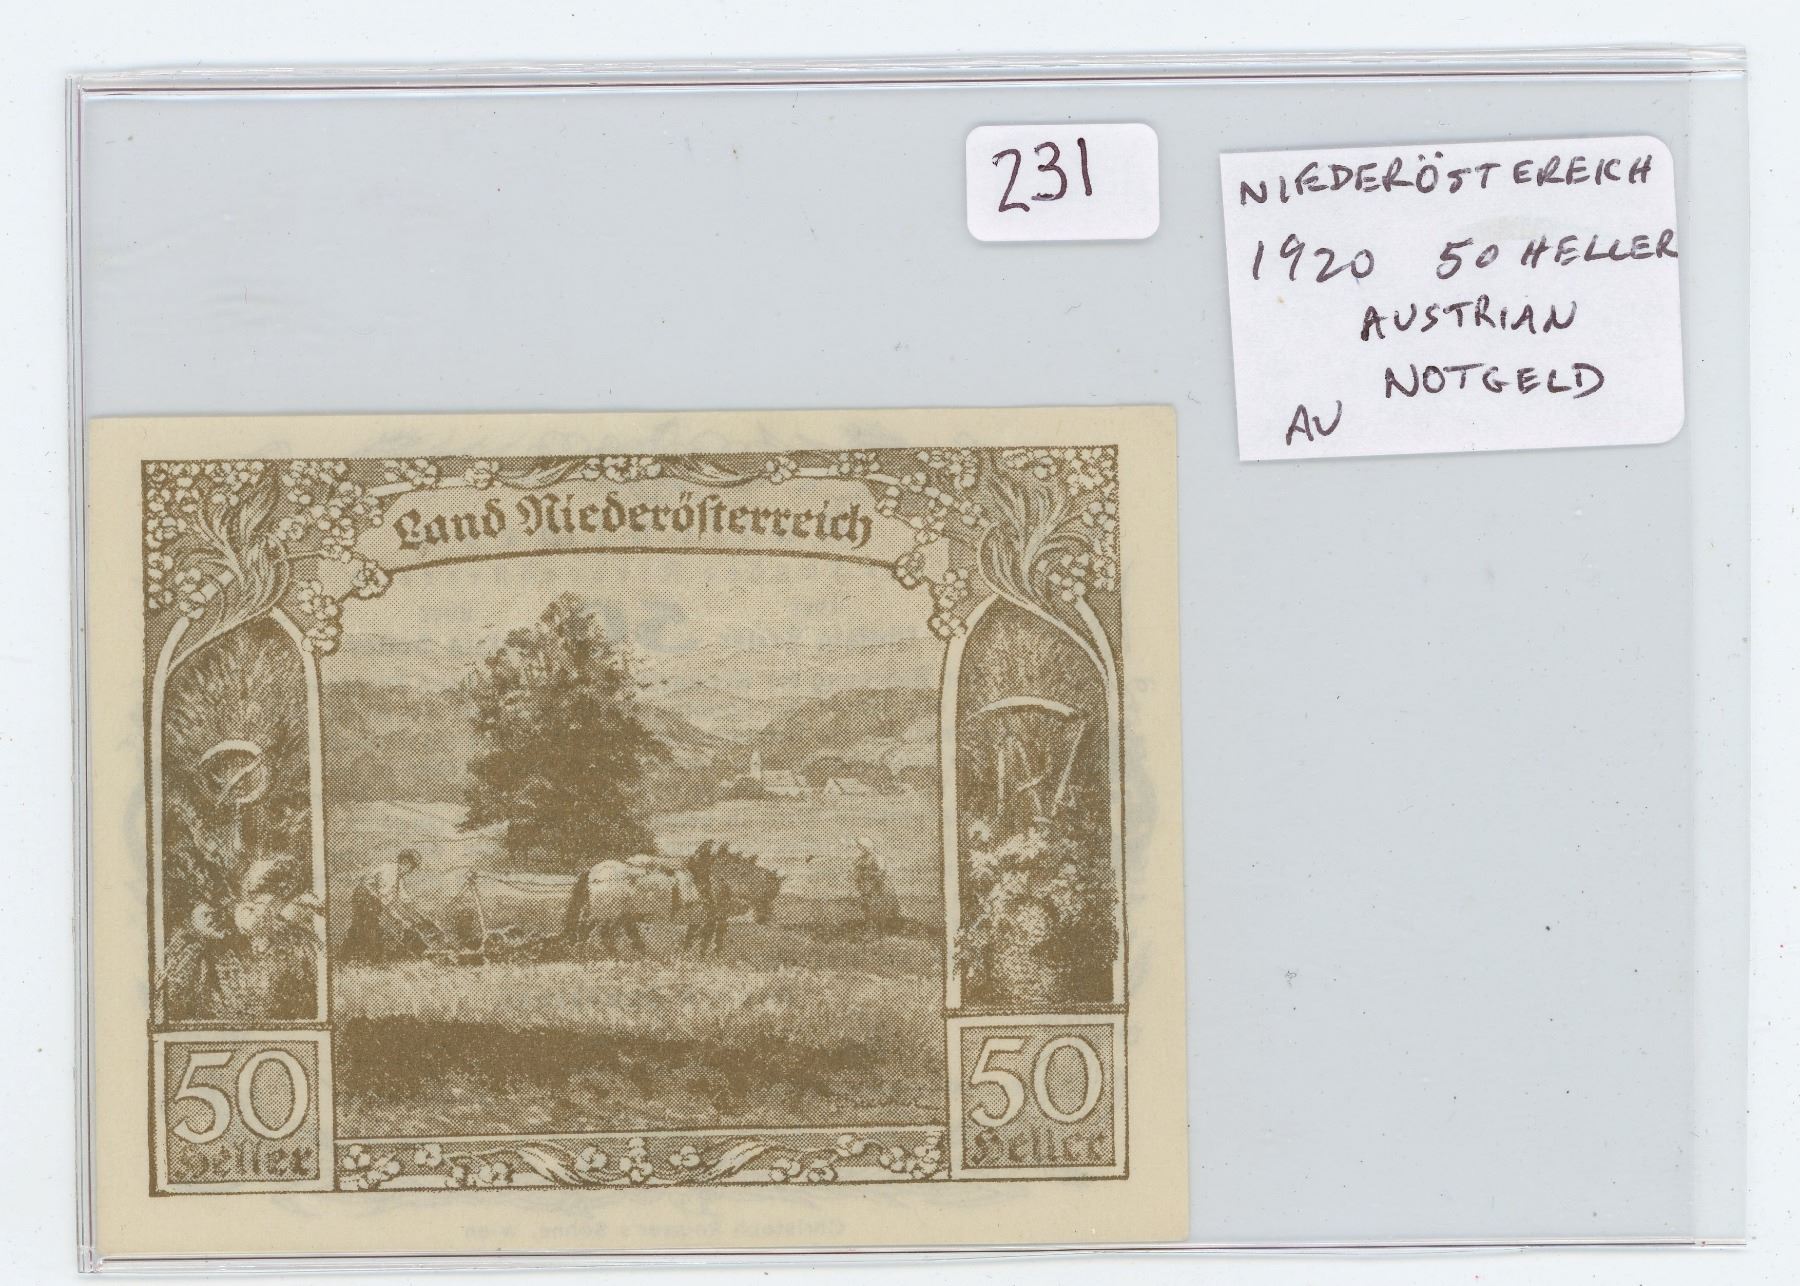 231
NIEDERÖSTEREICH
1920 50 HELLER
AUSTRIAN
NOTGELD
AU
Land Niederösterreich
50
Heller
50
Heller